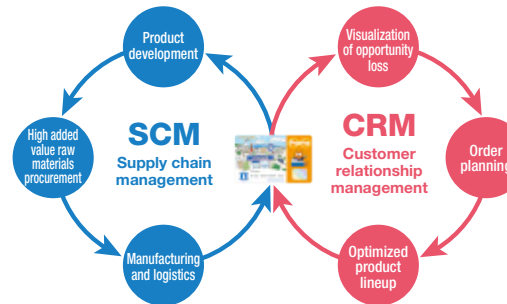 Product
development
High added
value raw
materials
procurement
SCM
Supply chain
management
Manufacturing
and logistics
Visualization
of opportunity
loss
CRM
Customer
relationship
management
Order
planning
Optimized
product
lineup